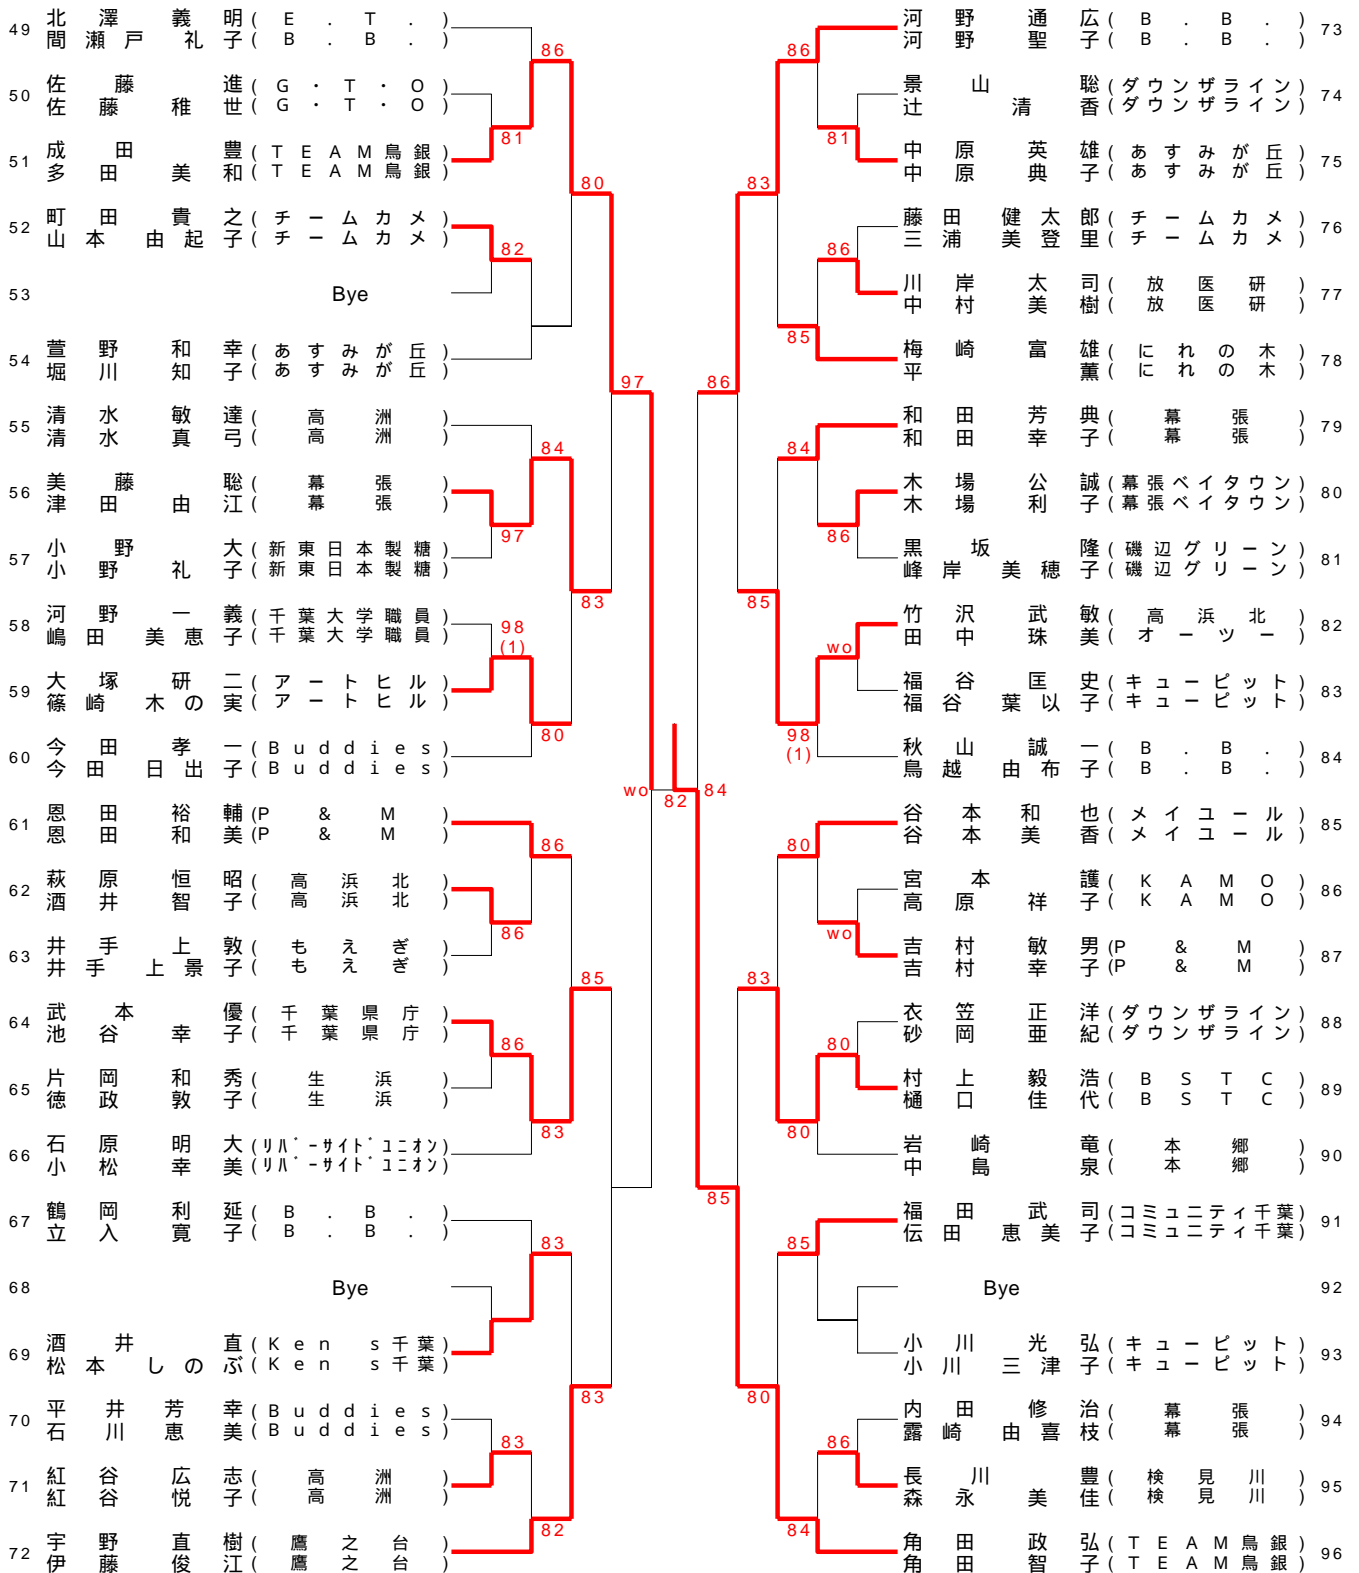 49 北澤義明(E.T.)
間瀬戸礼子(B.B.)
86
50 佐藤進(G・T・O)
佐藤稚世(G・T・O)
81
51 成田豊(TEAM鳥銀)
多田美和(TEAM鳥銀)
80
52 町田貴之(チームカメ)
山本由起子(チームカメ)
82
53 Bye
54 萱野和幸(あすみが丘)
堀川知子(あすみが丘)
97
55 清水敏達(高洲)
清水真弓(高洲)
84
56 美藤聡(幕張)
津田由江(幕張)
97
57 小野大(新東日本製糖)
小野礼子(新東日本製糖)
83
58 河野一義(千葉大学職員)
嶋田美恵子(千葉大学職員)
98
(1)
59 大塚研二(アートヒル)
篠崎木の実(アートヒル)
80
60 今田孝一(Buddies)
今田日出子(Buddies)
wo
82
61 恩田裕輔(P&M)
恩田和美(P&M)
86
62 萩原恒昭(高浜北)
酒井智子(高浜北)
86
63 井手上敦(もえぎ)
井手上景子(もえぎ)
85
64 武本優(千葉県庁)
池谷幸子(千葉県庁)
86
65 片岡和秀(生浜)
徳政敦子(生浜)
83
66 石原明大(リバーサイドユニオン)
小松幸美(リバーサイドユニオン)
67 鶴岡利延(B.B.)
立入寛子(B.B.)
83
68 Bye
69 酒井直(Ken s千葉)
松本しのぶ(Ken s千葉)
83
70 平井芳幸(Buddies)
石川恵美(Buddies)
83
71 紅谷広志(高洲)
紅谷悦子(高洲)
82
72 宇野直樹(鷹之台)
伊藤俊江(鷹之台)
河野通広(B.B.) 73
河野聖子(B.B.)
86
景山聡(ダウンザライン) 74
辻清香(ダウンザライン)
81
中原英雄(あすみが丘) 75
中原典子(あすみが丘)
83
藤田健太郎(チームカメ) 76
三浦美登里(チームカメ)
86
川岸太司(放医研) 77
中村美樹(放医研)
85
梅崎富雄(にれの木) 78
平薫(にれの木)
86
和田芳典(幕張) 79
和田幸子(幕張)
84
木場公誠(幕張ベイタウン) 80
木場利子(幕張ベイタウン)
86
黒坂隆(磯辺グリーン) 81
峰岸美穂子(磯辺グリーン)
85
竹沢武敏(高浜北) 82
田中珠美(オーツー)
wo
福谷匡史(キューピット) 83
福谷葉以子(キューピット)
98
(1)
秋山誠一(B.B.) 84
鳥越由布子(B.B.)
84
谷本和也(メイユール) 85
谷本美香(メイユール)
80
宮本護(KAMO) 86
高原祥子(KAMO)
wo
吉村敏男(P&M) 87
吉村幸子(P&M)
83
衣笠正洋(ダウンザライン) 88
砂岡亜紀(ダウンザライン)
80
村上毅浩(BSTC) 89
樋口佳代(BSTC)
80
岩崎竜(本郷) 90
中島泉(本郷)
85
福田武司(コミュニティ千葉) 91
伝田恵美子(コミュニティ千葉)
85
Bye 92
小川光弘(キューピット) 93
小川三津子(キューピット)
80
内田修治(幕張) 94
露崎由喜枝(幕張)
86
長川豊(検見川) 95
森永美佳(検見川)
84
角田政弘(TEAM鳥銀) 96
角田智子(TEAM鳥銀)